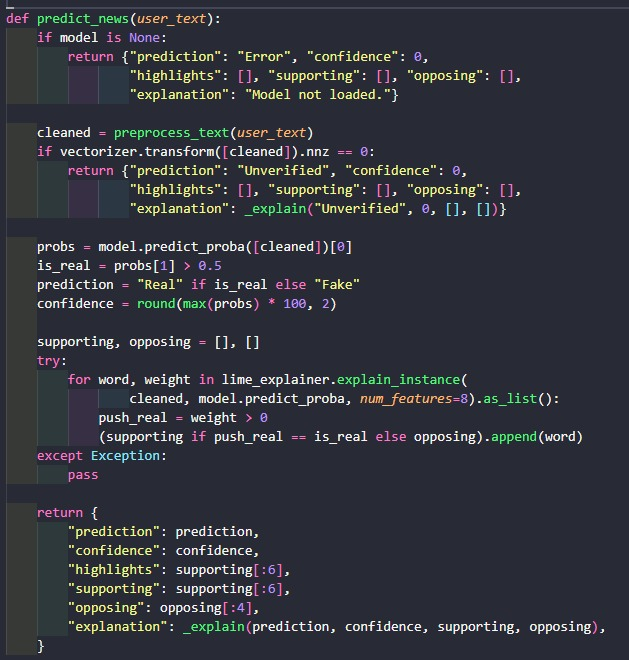 def predict_news(user_text):
    if model is None:
        return {"prediction": "Error", "confidence": 0,
                "highlights": [], "supporting": [], "opposing": [],
                "explanation": "Model not loaded."}

    cleaned = preprocess_text(user_text)
    if vectorizer.transform([cleaned]).nnz == 0:
        return {"prediction": "Unverified", "confidence": 0,
                "highlights": [], "supporting": [], "opposing": [],
                "explanation": _explain("Unverified", 0, [], [])}

    probs = model.predict_proba([cleaned])[0]
    is_real = probs[1] > 0.5
    prediction = "Real" if is_real else "Fake"
    confidence = round(max(probs) * 100, 2)

    supporting, opposing = [], []
    try:
        for word, weight in lime_explainer.explain_instance(
                cleaned, model.predict_proba, num_features=8).as_list():
            push_real = weight > 0
            (supporting if push_real == is_real else opposing).append(word)
    except Exception:
        pass

    return {
        "prediction": prediction,
        "confidence": confidence,
        "highlights": supporting[:6],
        "supporting": supporting[:6],
        "opposing": opposing[:4],
        "explanation": _explain(prediction, confidence, supporting, opposing),
    }